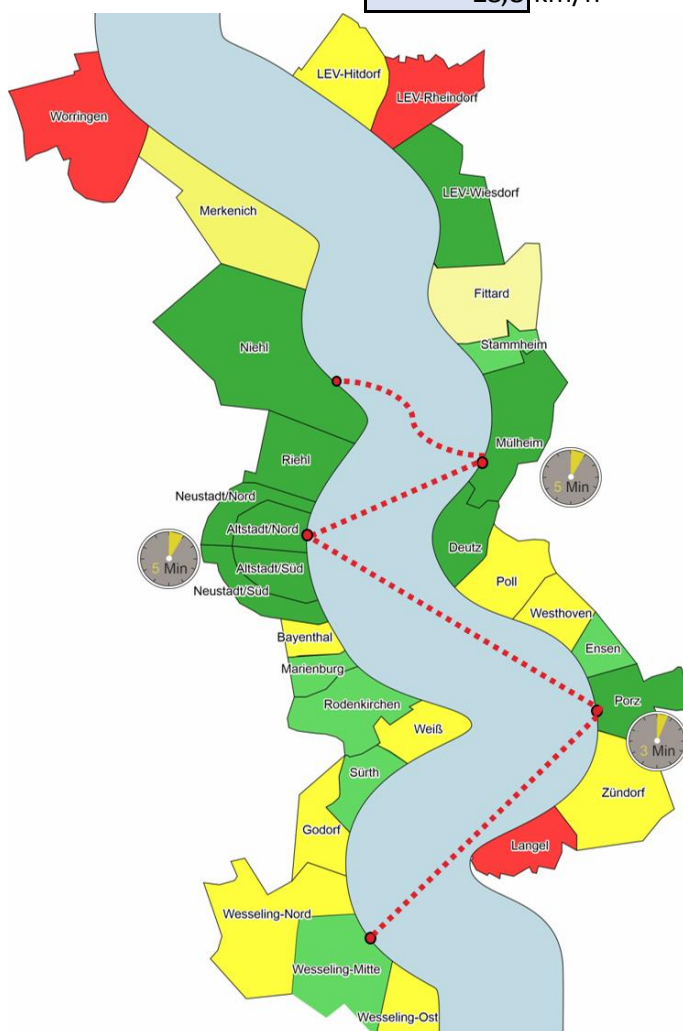 km/h
LEV-Hitdorf
LEV-Rheindorf
Worringen
LEV-Wiesdorf
Merkenich
Fittard
Stammheim
Niehl
Mülheim
Riehl
5 Min
Neustadt/Nord
Altstadt/Nord
Deutz
5 Min
Altstadt/Süd
Poll
Neustadt/Süd
Westhoven
Bayenthal
Ensen
Marienburg
Rodenkirchen
Porz
Weiß
3 Min
Sürth
Zündorf
Godorf
Langel
Wesseling-Nord
Wesseling-Mitte
Wesseling-Ost